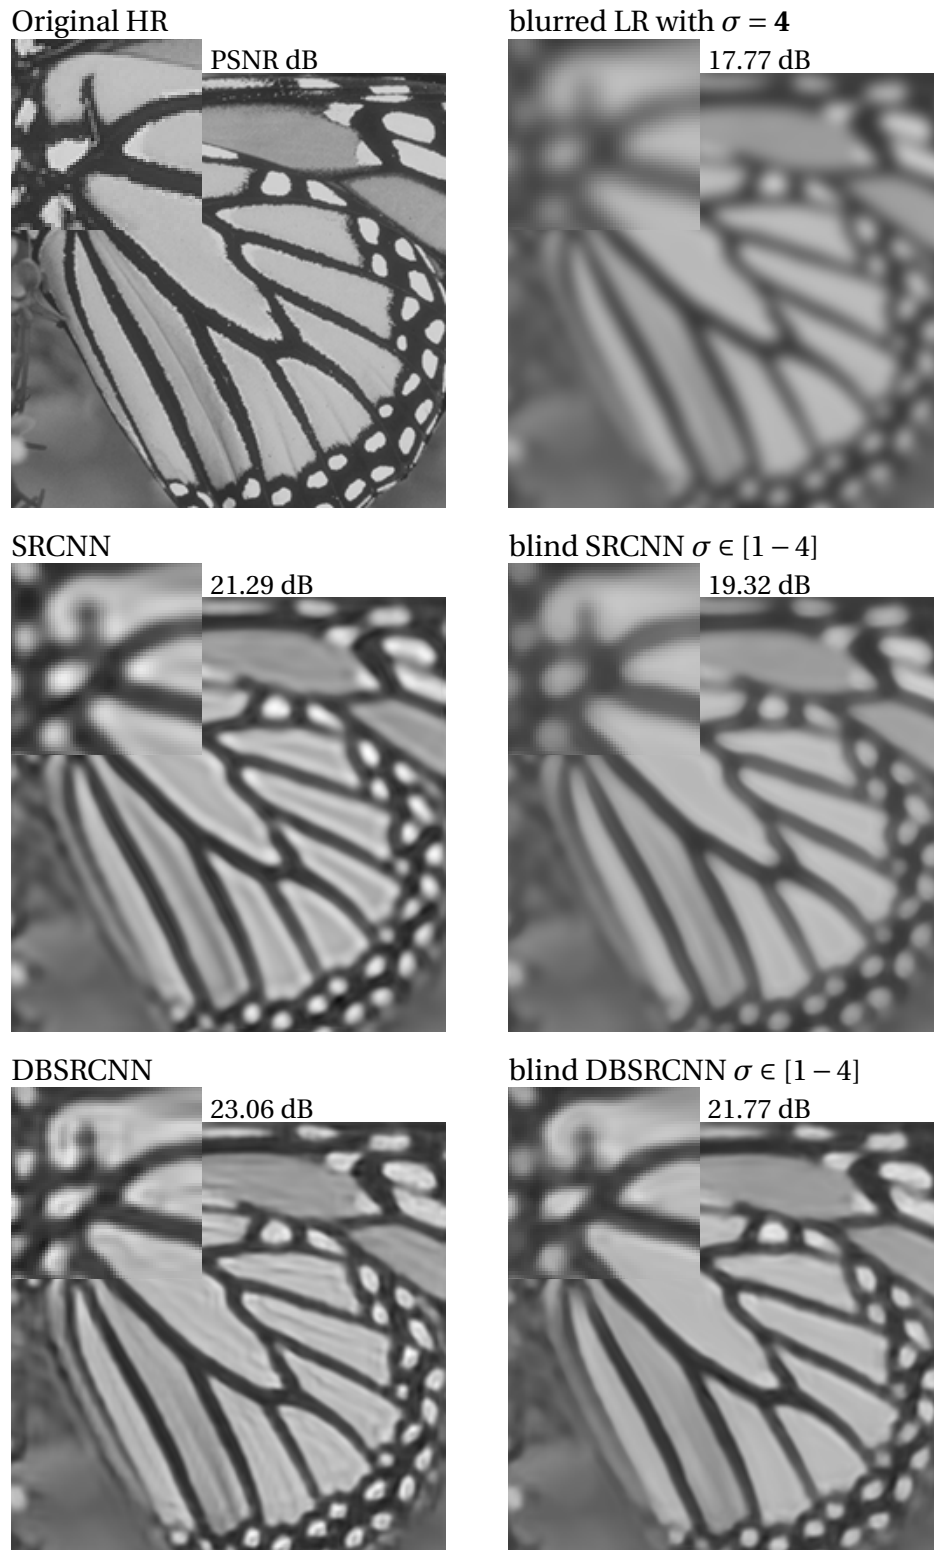 Original HR
PSNR dB
blurred LR with σ = 4
17.77 dB
SRCNN
21.29 dB
blind SRCNN σ ∈ [1 − 4]
19.32 dB
DBSRCNN
23.06 dB
blind DBSRCNN σ ∈ [1 − 4]
21.77 dB